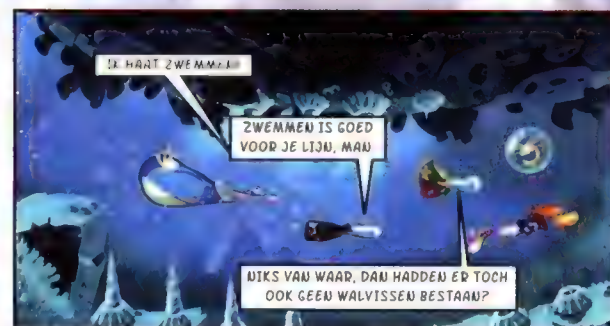 IK HAAT ZWEMMEN
ZWEMMEN IS GOED
VOOR JE LIJN, MAN
NIKS VAN WAAR, DAN HADDEN ER TOCH
OOK GEEN WALVISSEN BESTAAN?